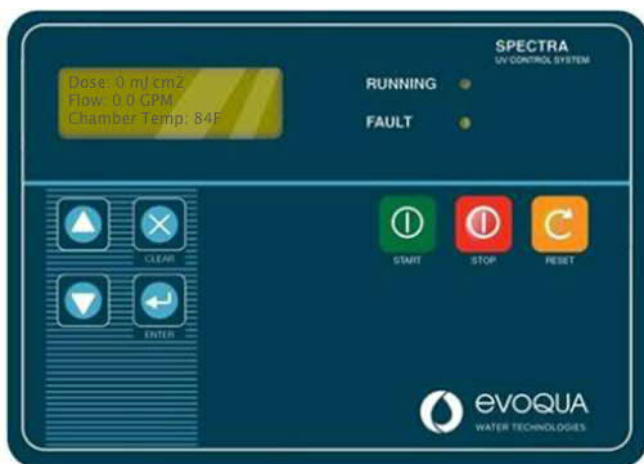 SPECTRA
UV CONTROL SYSTEM
Dose: 0 mJ cm2
Flow: 0.0 GPM
Chamber Temp: 84F
RUNNING
FAULT
CLEAR
ENTER
START
STOP
RESET
evoQUA
WATER TECHNOLOGIES